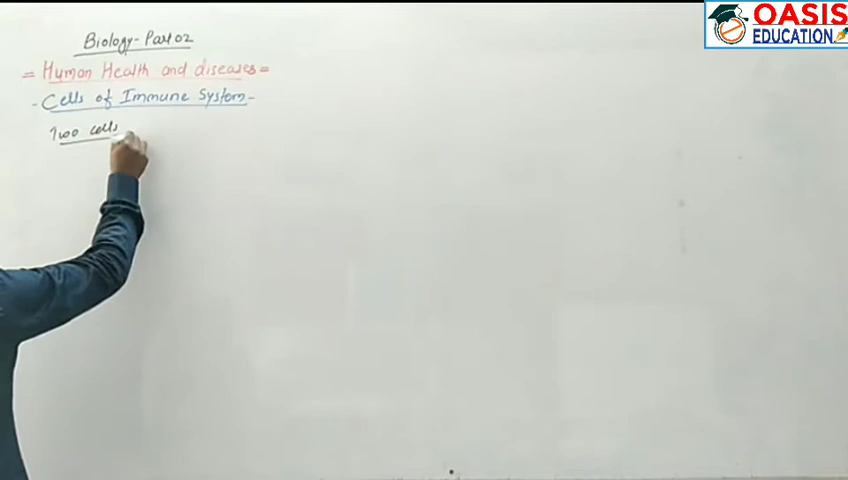 Biology-Part 02
= Human Health and diseases =
- Cells of Immune System -
Two cells
OASIS
EDUCATION